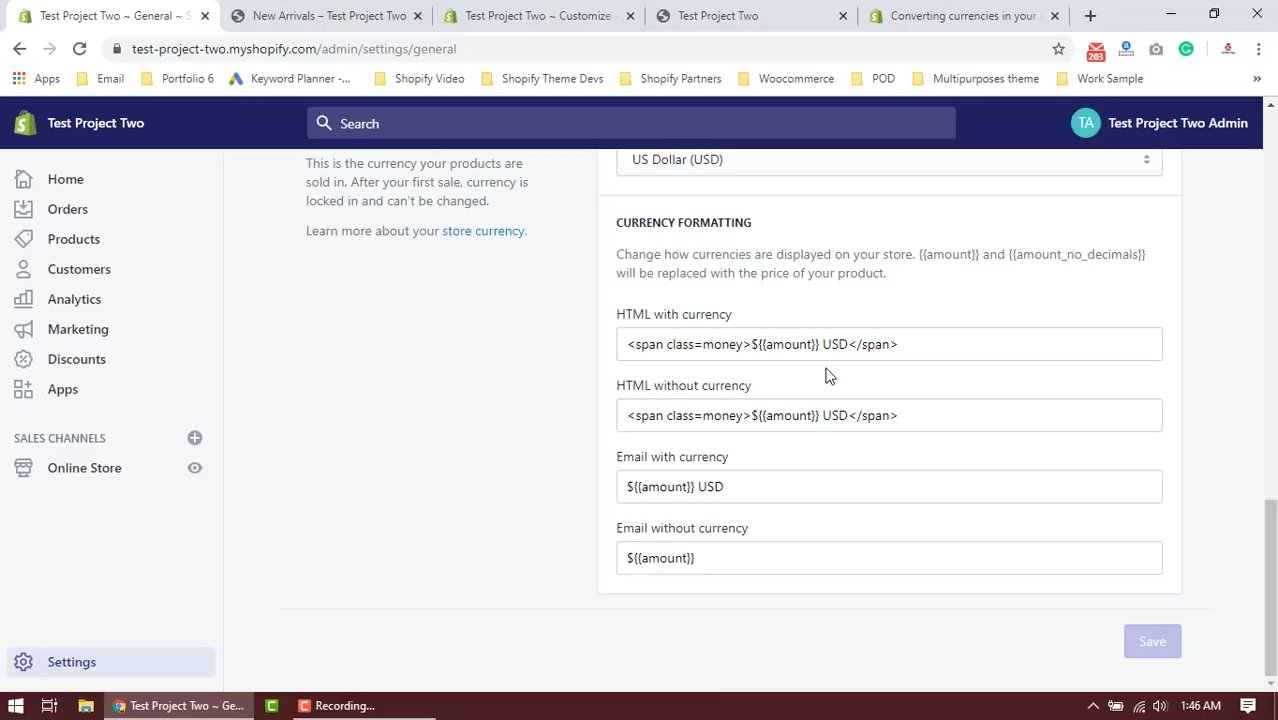 Test Project Two ~ General ~ S
New Arrivals – Test Project Two
Test Project Two ~ Customize
Test Project Two
Converting currencies in your
test-project-two.myshopify.com/admin/settings/general
203
Apps
Email
Portfolio 6
Keyword Planner -...
Shopify Video
Shopify Theme Devs
Shopify Partners
Woocommerce
POD
Multipurposes theme
Work Sample
»
Test Project Two
Search
TA
Test Project Two Admin
Home
Orders
Products
Customers
Analytics
Marketing
Discounts
Apps
SALES CHANNELS
Online Store
Settings
This is the currency your products are
sold in. After your first sale, currency is
locked in and can't be changed.
Learn more about your store currency.
US Dollar (USD)
CURRENCY FORMATTING
Change how currencies are displayed on your store. {{amount}} and {{amount_no_decimals}}
will be replaced with the price of your product.
HTML with currency
<span class=money>${{amount}} USD</span>
HTML without currency
<span class=money>${{amount}} USD</span>
Email with currency
${{amount}} USD
Email without currency
${{amount}}
Save
Test Project Two ~ Ge...
Recording...
1:46 AM